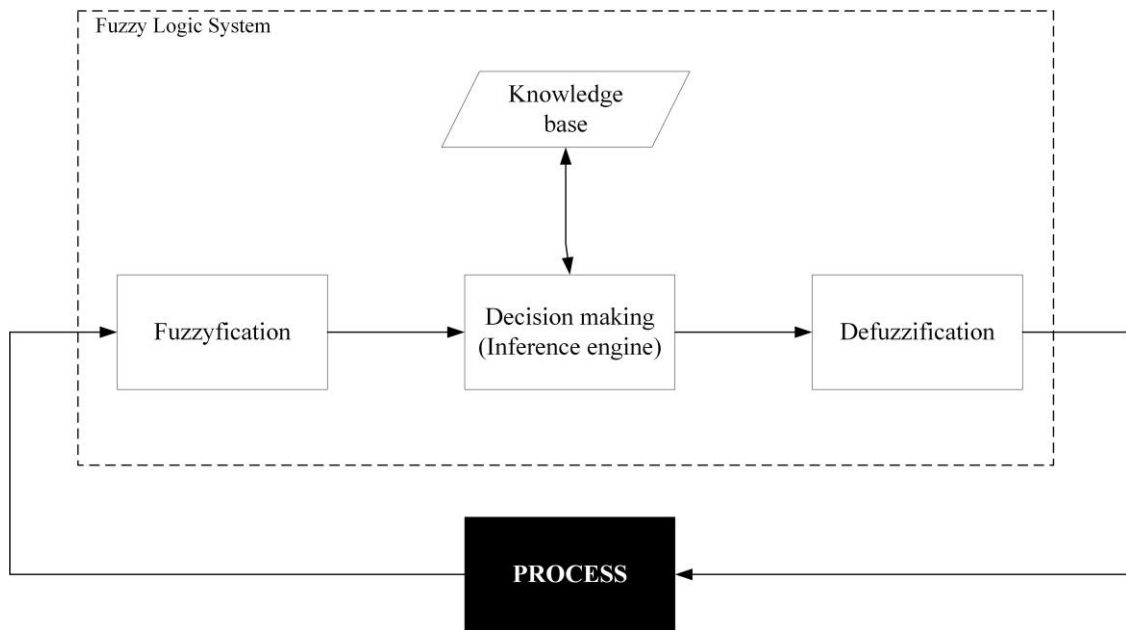 Fuzzy Logic System
Knowledge
base
Fuzzyfication
Decision making
(Inference engine)
Defuzzification
PROCESS